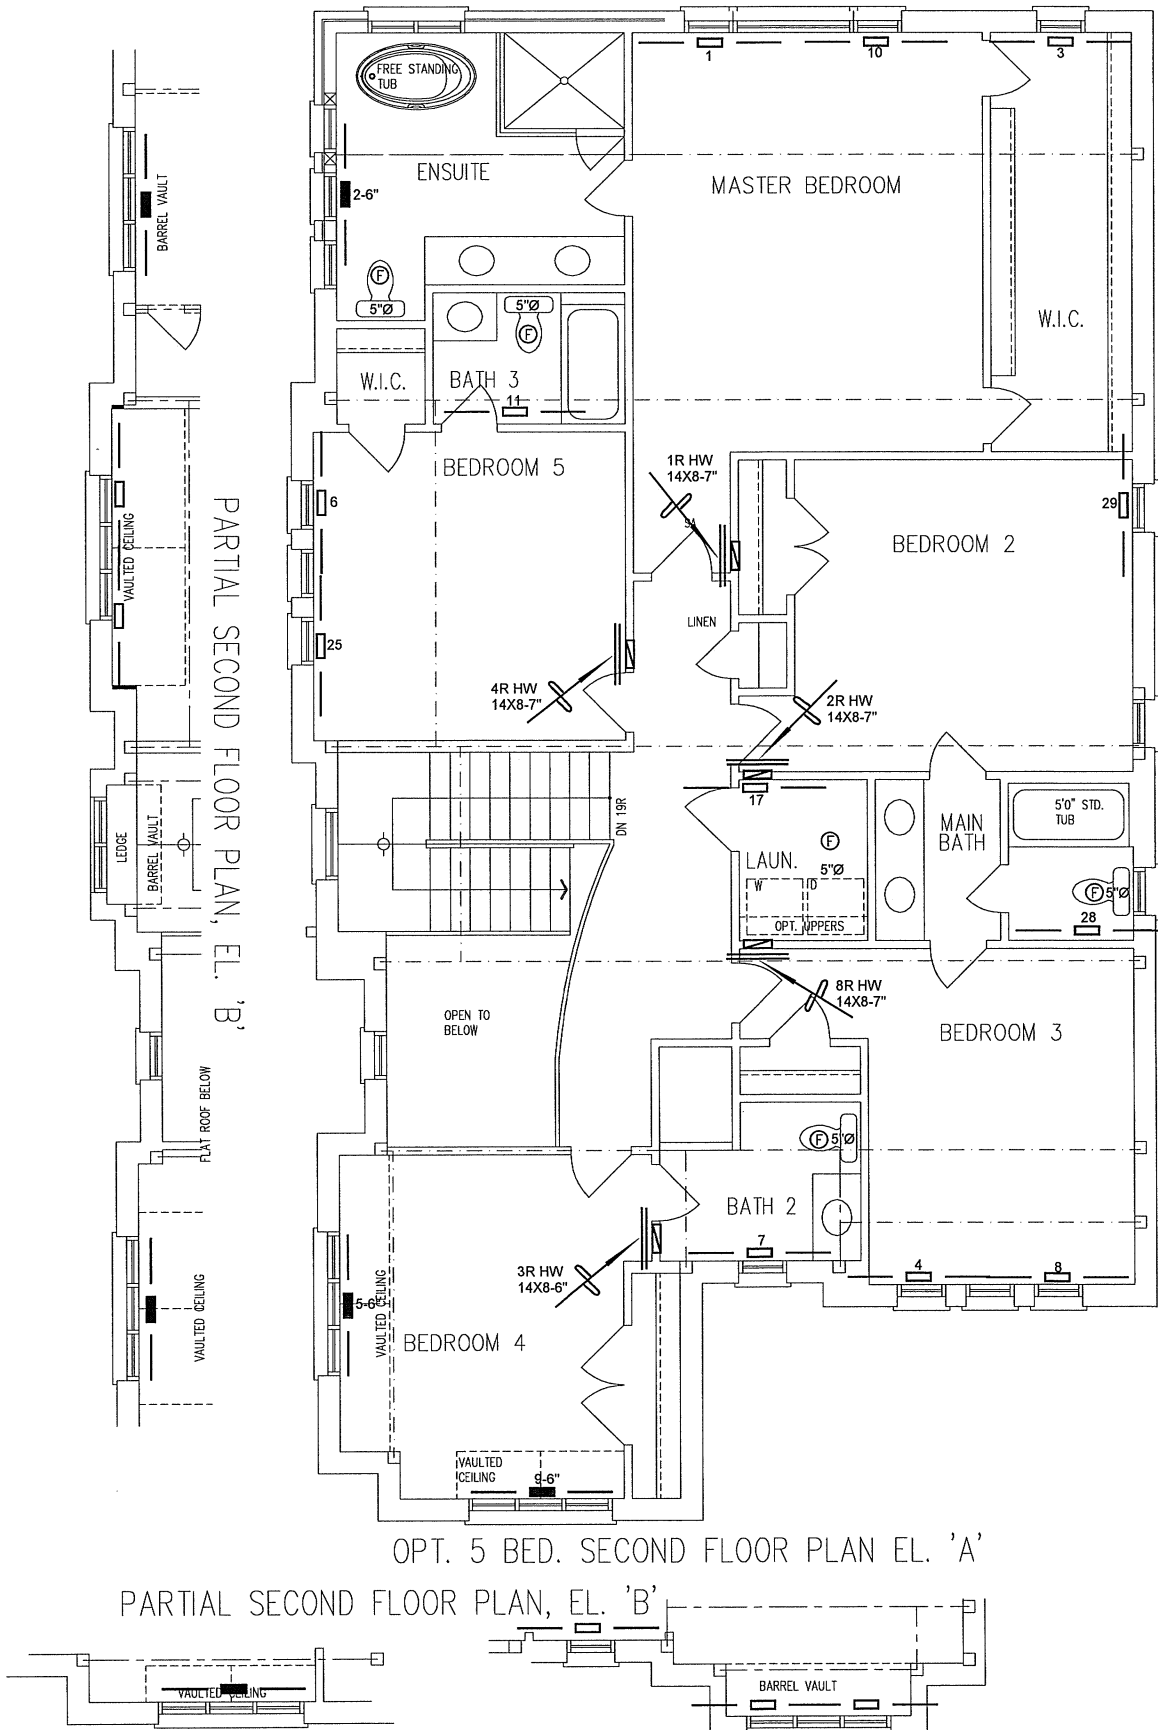 FREE STANDING
TUB
1
10
3
ENSUITE
MASTER BEDROOM
2-6"
BARREL VAULT
F
5"Ø
5"Ø
F
W.I.C.
W.I.C.
BATH 3
11
BEDROOM 5
1R HW
14X8-7"
9A
6
29
BEDROOM 2
VAULTED CEILING
LINEN
25
4R HW
14X8-7"
2R HW
14X8-7"
PARTIAL SECOND FLOOR PLAN, EL. 'B'
17
DN 19R
5'0" STD.
TUB
MAIN
BATH
F
LAUN.
5"Ø
W
D
OPT. UPPERS
F
5"Ø
28
LEDGE
BARREL VAULT
8R HW
14X8-7"
OPEN TO
BELOW
BEDROOM 3
FLAT ROOF BELOW
F
5"Ø
BATH 2
7
3R HW
14X8-6"
4
8
VAULTED CEILING
5-6"
VAULTED CEILING
BEDROOM 4
VAULTED
CEILING
9-6"
OPT. 5 BED. SECOND FLOOR PLAN EL. 'A'
PARTIAL SECOND FLOOR PLAN, EL. 'B'
VAULTED CEILING
BARREL VAULT